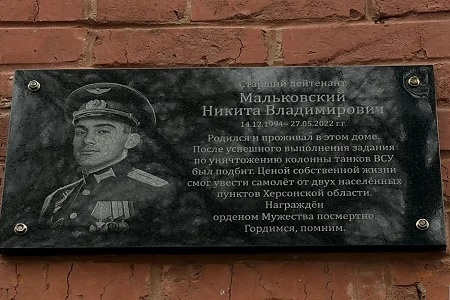 Старший лейтенант
Мальковский
Никита Владимирович
14.12.1994 – 27.05.2022 г.г.
Родился и проживал в этом доме.
После успешного выполнения задания
по уничтожению колонны танков ВСУ
был подбит. Ценой собственной жизни
смог увести самолёт от двух населённых
пунктов Херсонской области.
Награждён
орденом Мужества посмертно.
Гордимся, помним.